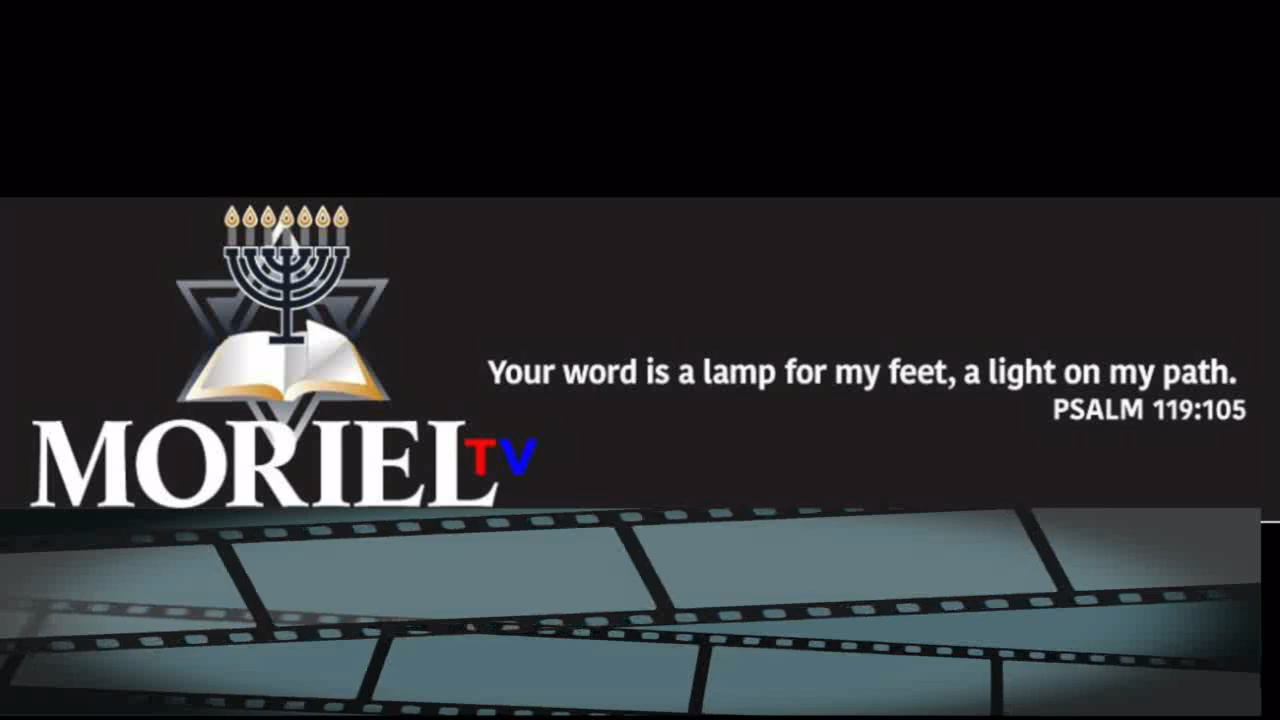 Your word is a lamp for my feet, a light on my path.
PSALM 119:105
MORIEL TV